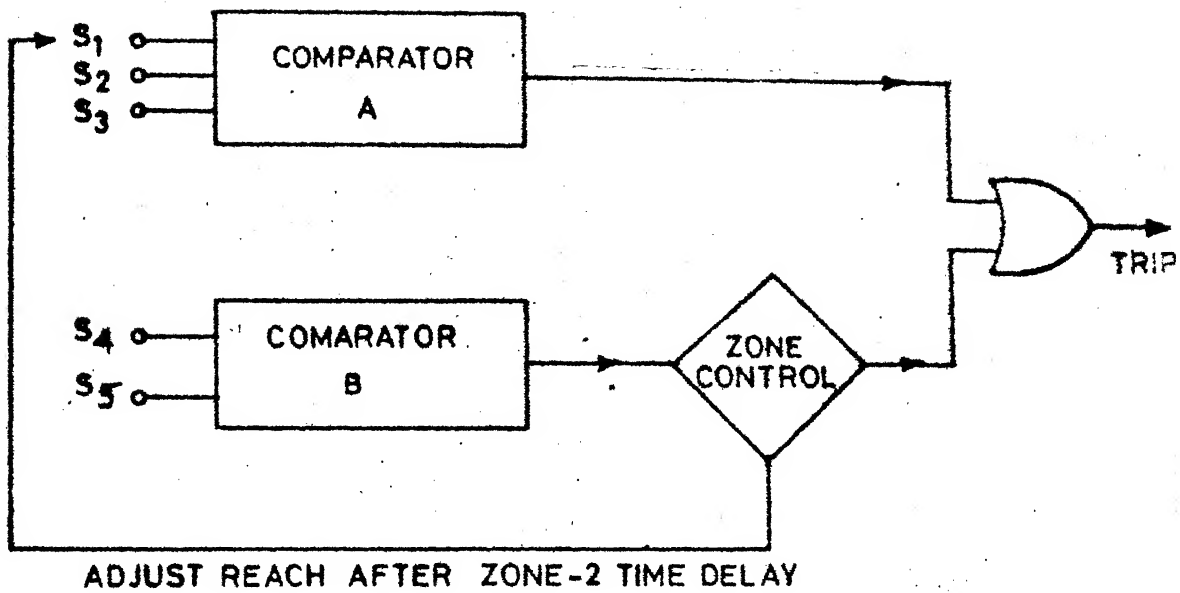 S1
S2
S3
COMPARATOR
A
TRIP
S4
S5
COMARATOR
B
ZONE
CONTROL
ADJUST REACH AFTER ZONE-2 TIME DELAY